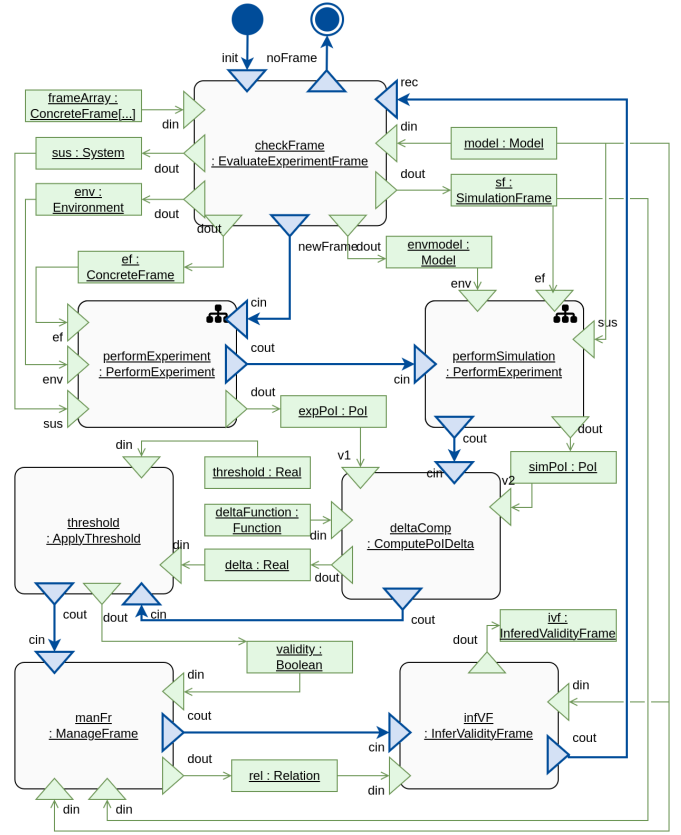 init
noFrame
rec
frameArray :
ConcreteFrame[...]
din
din
checkFrame
: EvaluateExperimentFrame
model : Model
sus : System
dout
dout
env :
Environment
dout
sf :
SimulationFrame
dout
newFrame
dout
envmodel :
Model
ef :
ConcreteFrame
env
ef
cin
sus
ef
cout
performExperiment
: PerformExperiment
performSimulation
: PerformExperiment
env
cin
dout
sus
expPoI : PoI
cout
dout
din
v1
threshold : Real
cin
v2
simPoI : PoI
deltaFunction :
Function
threshold
: ApplyThreshold
din
deltaComp
: ComputePoIDelta
din
delta : Real
dout
cout
dout
cin
cout
ivf :
InferedValidityFrame
cin
dout
validity :
Boolean
din
din
manFr
: ManageFrame
cout
infVF
: InferValidityFrame
cin
cout
dout
rel : Relation
din
din
din